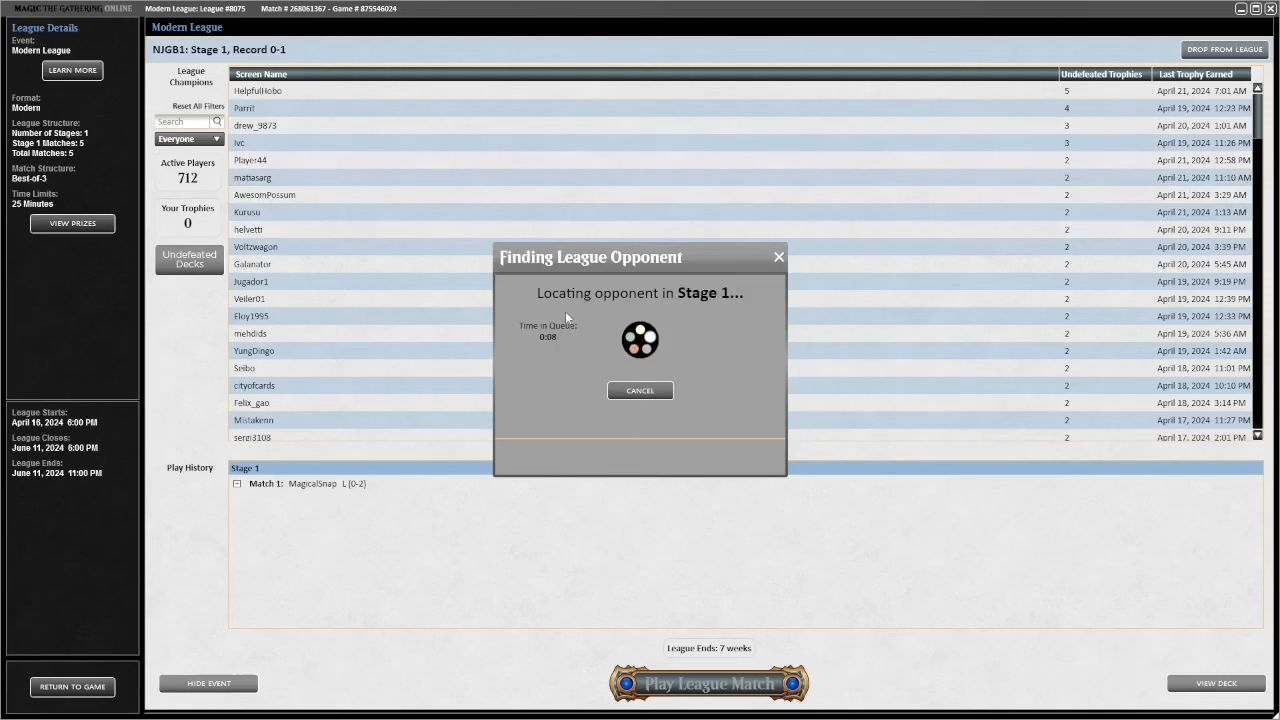 MAGIC THE GATHERING ONLINE Modern League: League #8075 Match # 268061367 - Game # 875546024
League Details
Event:
Modern League
LEARN MORE
Format:
Modern
League Structure:
Number of Stages: 1
Stage 1 Matches: 5
Total Matches: 5
Match Structure:
Best-of-3
Time Limits:
25 Minutes
VIEW PRIZES
League Starts:
April 16, 2024 6:00 PM
League Closes:
June 11, 2024 6:00 PM
League Ends:
June 11, 2024 11:00 PM
RETURN TO GAME
Modern League
NJGB1: Stage 1, Record 0-1
DROP FROM LEAGUE
League
Champions
Reset All Filters
Search
Everyone
Active Players
712
Your Trophies
0
Undefeated
Decks
Screen Name Undefeated Trophies Last Trophy Earned
HelpfulHobo 5 April 21, 2024 7:01 AM
Parrit 4 April 19, 2024 12:23 PM
drew_9873 3 April 20, 2024 1:01 AM
lvc 3 April 19, 2024 11:26 PM
Player44 2 April 21, 2024 12:58 PM
matiasarg 2 April 21, 2024 11:10 AM
AwesomPossum 2 April 21, 2024 3:29 AM
Kurusu 2 April 21, 2024 1:13 AM
helvetti 2 April 20, 2024 9:11 PM
Voltzwagon 2 April 20, 2024 3:39 PM
Galanator 2 April 20, 2024 5:45 AM
Jugador1 2 April 19, 2024 9:19 PM
Veiler01 2 April 19, 2024 12:39 PM
Eloy1995 2 April 19, 2024 12:33 PM
mehdids 2 April 19, 2024 5:36 AM
YungDingo 2 April 19, 2024 1:42 AM
Seibo 2 April 18, 2024 11:01 PM
cityofcards 2 April 18, 2024 10:10 PM
Felix_gao 2 April 18, 2024 3:14 PM
Mistakenn 2 April 17, 2024 11:27 PM
sergi3108 2 April 17, 2024 2:01 PM
Finding League Opponent
Locating opponent in Stage 1...
Time in Queue:
0:08
CANCEL
Play History
Stage 1
Match 1: MagicalSnap L (0-2)
League Ends: 7 weeks
HIDE EVENT
Play League Match
VIEW DECK